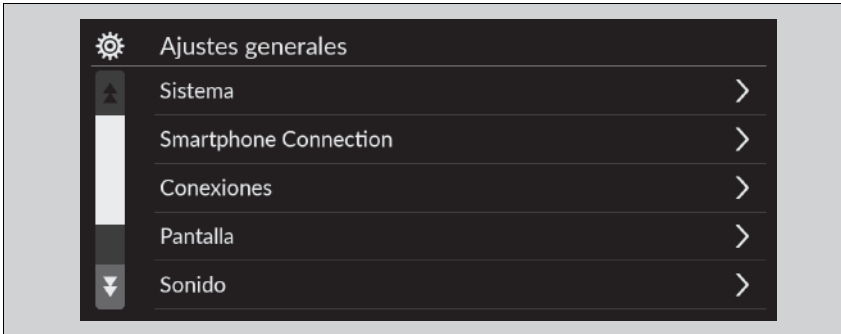 Ajustes generales
Sistema
Smartphone Connection
Conexiones
Pantalla
Sonido